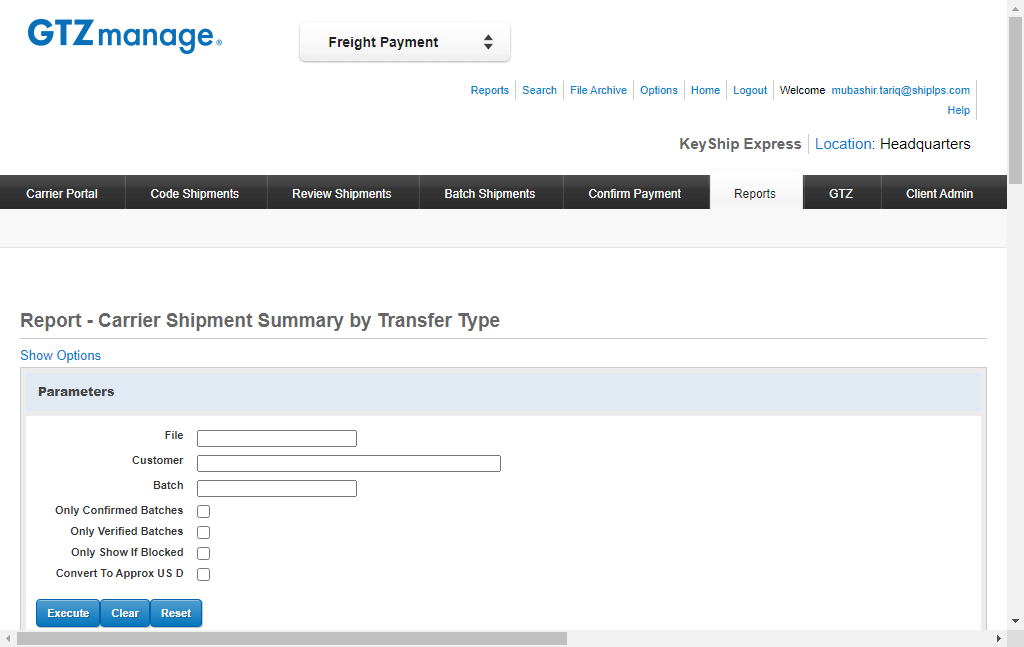 GTZmanage®
Freight Payment
Reports Search File Archive Options Home Logout Welcome mubashir.tariq@shiplps.com
Help
KeyShip Express Location: Headquarters
Carrier Portal Code Shipments Review Shipments Batch Shipments Confirm Payment Reports GTZ Client Admin
Report - Carrier Shipment Summary by Transfer Type
Show Options
Parameters
File
Customer
Batch
Only Confirmed Batches
Only Verified Batches
Only Show If Blocked
Convert To Approx US D
Execute Clear Reset